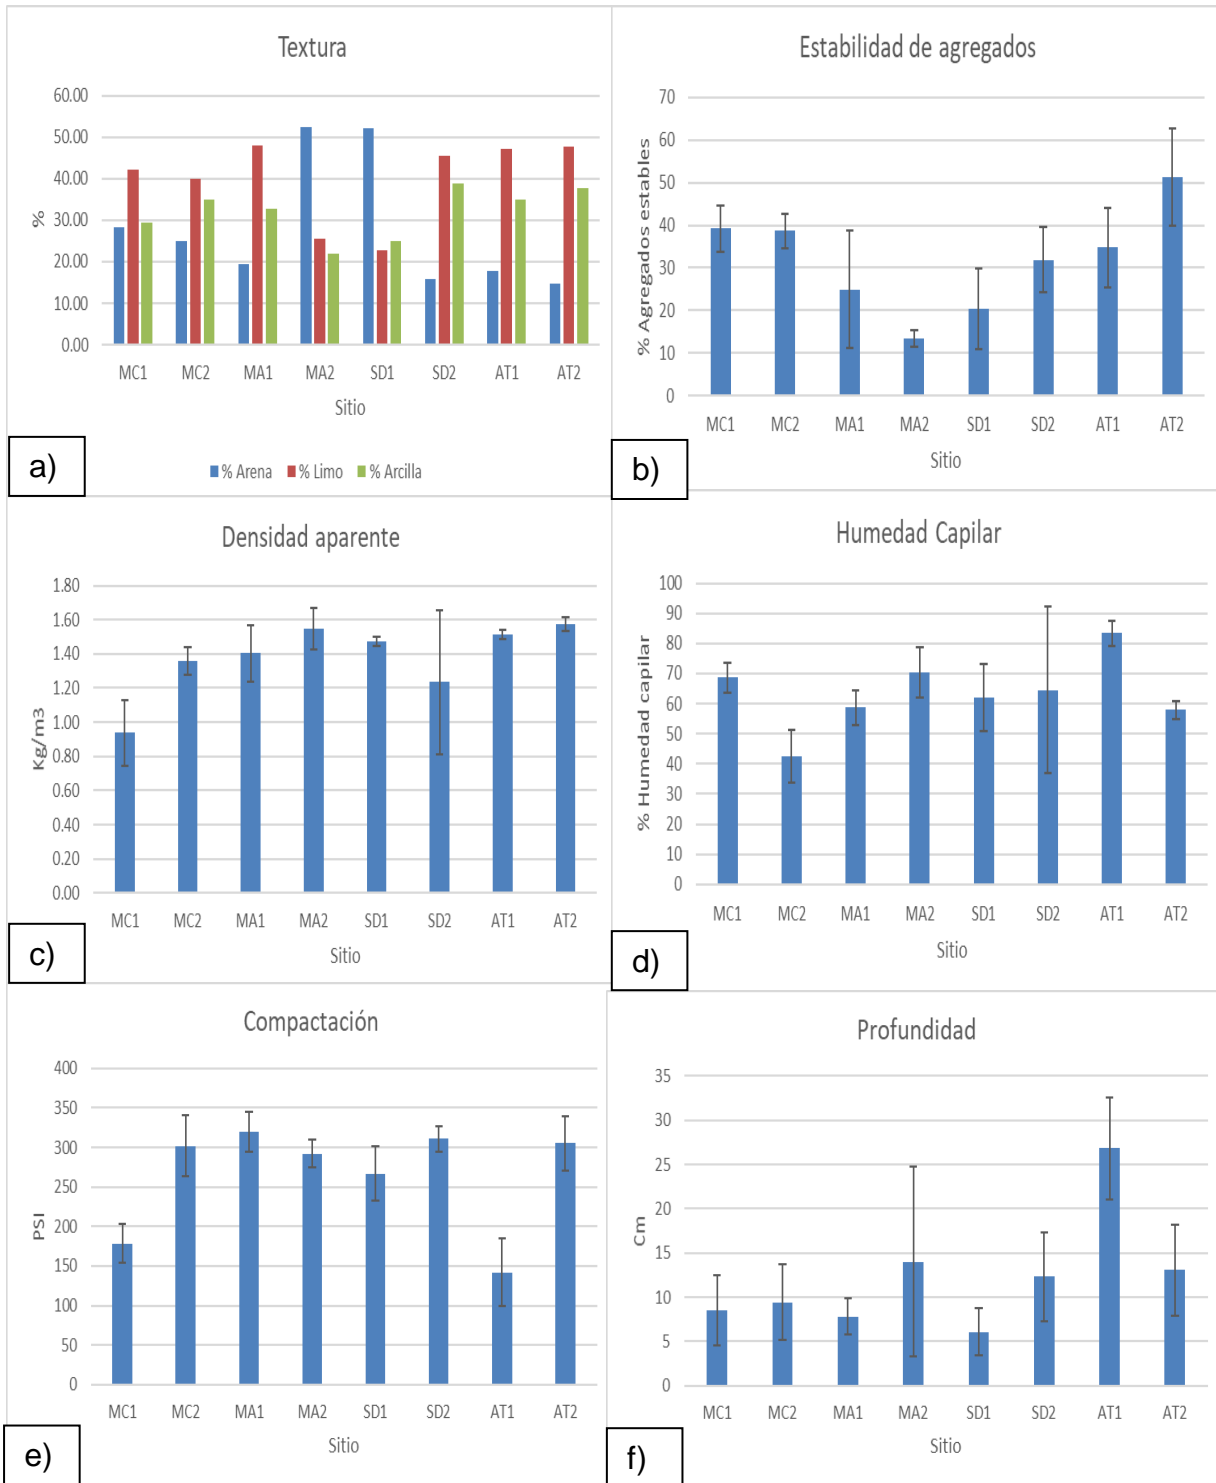 Textura
60.00
50.00
40.00
30.00
20.00
10.00
0.00
%
MC1 MC2 MA1 MA2 SD1 SD2 AT1 AT2
Sitio
% Arena % Limo % Arcilla
a)
Estabilidad de agregados
70
60
50
40
30
20
10
0
% Agregados estables
MC1 MC2 MA1 MA2 SD1 SD2 AT1 AT2
Sitio
b)
Densidad aparente
1.80
1.60
1.40
1.20
1.00
0.80
0.60
0.40
0.20
0.00
Kg/m3
MC1 MC2 MA1 MA2 SD1 SD2 AT1 AT2
Sitio
c)
Humedad Capilar
100
90
80
70
60
50
40
30
20
10
0
% Humedad capilar
MC1 MC2 MA1 MA2 SD1 SD2 AT1 AT2
Sitio
d)
Compactación
400
350
300
250
200
150
100
50
0
PSI
MC1 MC2 MA1 MA2 SD1 SD2 AT1 AT2
Sitio
e)
Profundidad
35
30
25
20
15
10
5
0
Cm
MC1 MC2 MA1 MA2 SD1 SD2 AT1 AT2
Sitio
f)